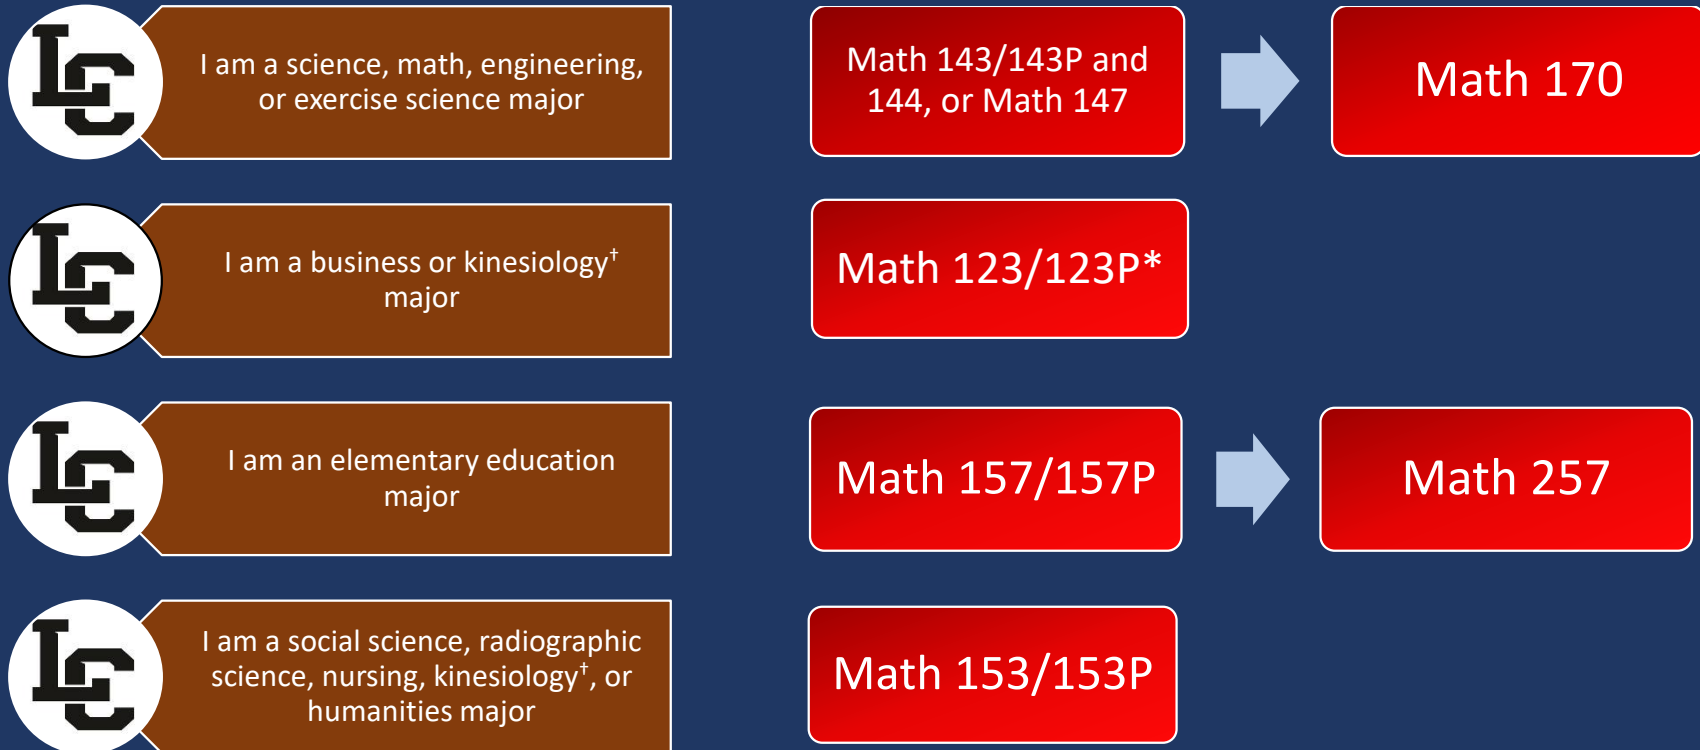 LC
I am a science, math, engineering,
or exercise science major
Math 143/143P and
144, or Math 147
Math 170
LC
I am a business or kinesiology†
major
Math 123/123P*
LC
I am an elementary education
major
Math 157/157P
Math 257
LC
I am a social science, radiographic
science, nursing, kinesiology†, or
humanities major
Math 153/153P